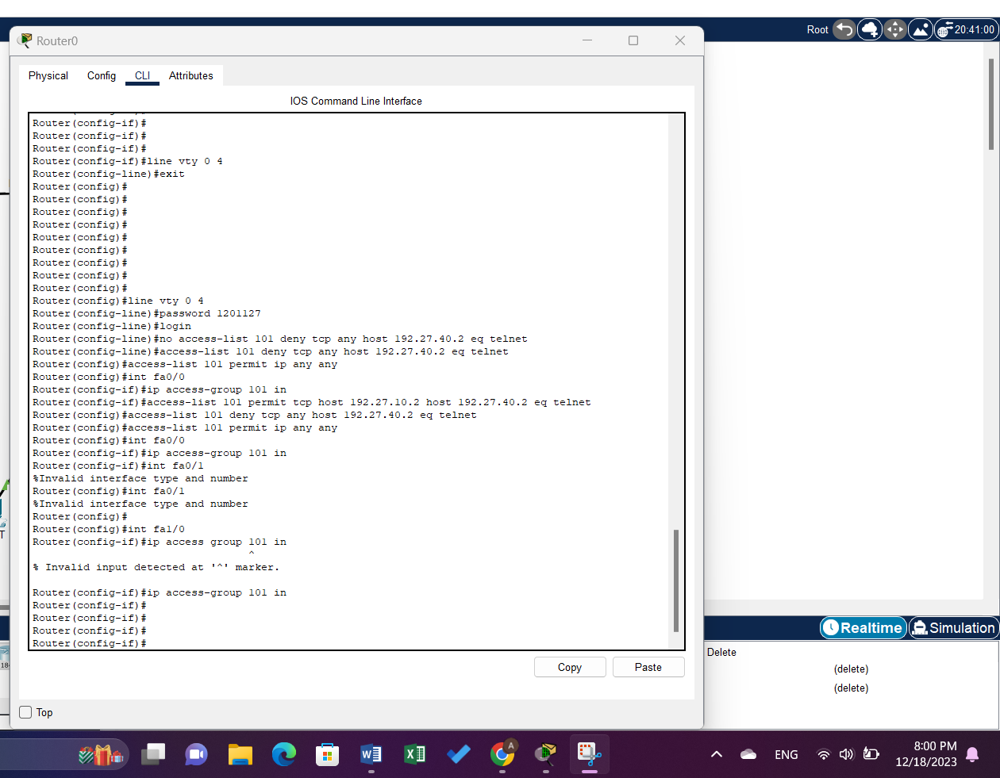 Root
20:41:00
Router0
Physical Config CLI Attributes
IOS Command Line Interface
Router(config-if)#
Router(config-if)#
Router(config-if)#
Router(config-if)#line vty 0 4
Router(config-line)#exit
Router(config)#
Router(config)#
Router(config)#
Router(config)#
Router(config)#
Router(config)#
Router(config)#
Router(config)#
Router(config)#
Router(config)#line vty 0 4
Router(config-line)#password 1201127
Router(config-line)#login
Router(config-line)#no access-list 101 deny tcp any host 192.27.40.2 eq telnet
Router(config-line)#access-list 101 deny tcp any host 192.27.40.2 eq telnet
Router(config)#access-list 101 permit ip any any
Router(config)#int fa0/0
Router(config-if)#ip access-group 101 in
Router(config-if)#access-list 101 permit tcp host 192.27.10.2 host 192.27.40.2 eq telnet
Router(config)#access-list 101 deny tcp any host 192.27.40.2 eq telnet
Router(config)#access-list 101 permit ip any any
Router(config)#int fa0/0
Router(config-if)#ip access-group 101 in
Router(config-if)#int fa0/1
%Invalid interface type and number
Router(config)#int fa0/1
%Invalid interface type and number
Router(config)#
Router(config)#int fa1/0
Router(config-if)#ip access group 101 in
^
% Invalid input detected at '^' marker.
Router(config-if)#ip access-group 101 in
Router(config-if)#
Router(config-if)#
Router(config-if)#
Router(config-if)#
Copy Paste
Top
T
18
Realtime Simulation
Delete
(delete)
(delete)
A
ENG
8:00 PM
12/18/2023